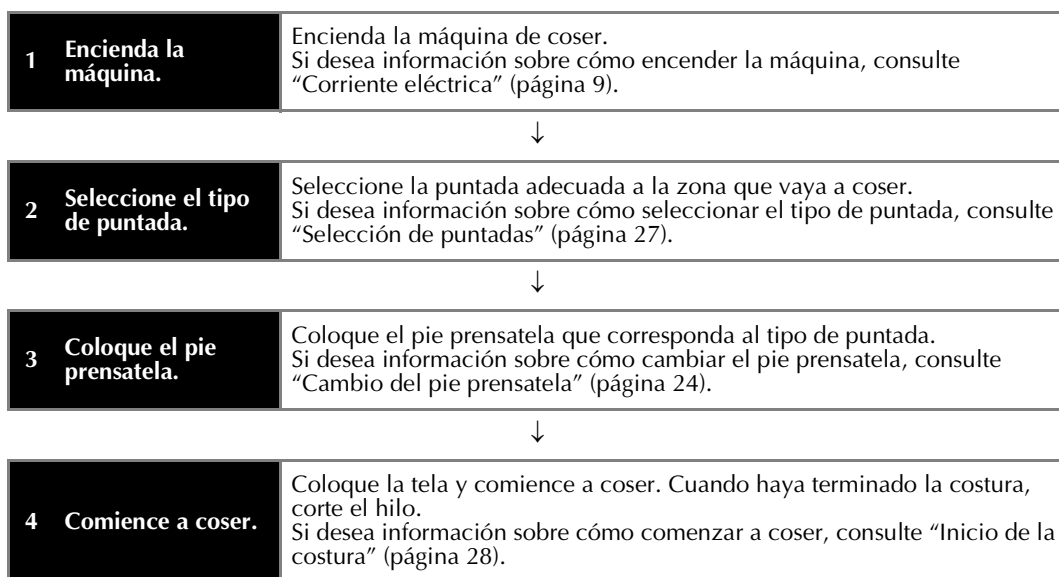 1 Encienda la
máquina.
Encienda la máquina de coser.
Si desea información sobre cómo encender la máquina, consulte
“Corriente eléctrica” (página 9).
↓
2 Seleccione el tipo
de puntada.
Seleccione la puntada adecuada a la zona que vaya a coser.
Si desea información sobre cómo seleccionar el tipo de puntada, consulte
“Selección de puntadas” (página 27).
↓
3 Coloque el pie
prensatela.
Coloque el pie prensatela que corresponda al tipo de puntada.
Si desea información sobre cómo cambiar el pie prensatela, consulte
“Cambio del pie prensatela” (página 24).
↓
4 Comience a coser.
Coloque la tela y comience a coser. Cuando haya terminado la costura,
corte el hilo.
Si desea información sobre cómo comenzar a coser, consulte “Inicio de la
costura” (página 28).